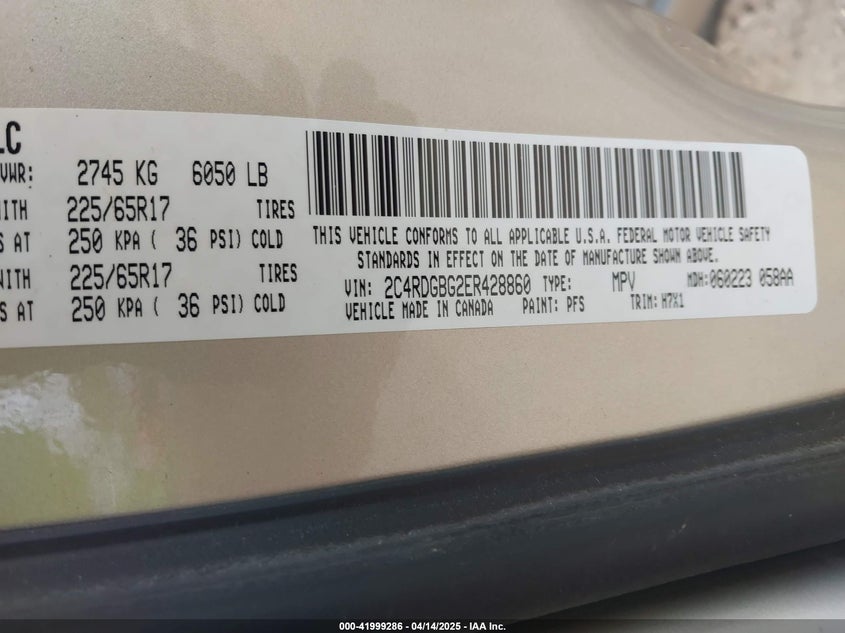 LC
VWR: 2745 KG 6050 LB
WITH 225/65R17 TIRES
S AT 250 KPA ( 36 PSI) COLD
WITH 225/65R17 TIRES
S AT 250 KPA ( 36 PSI) COLD
THIS VEHICLE CONFORMS TO ALL APPLICABLE U.S.A. FEDERAL MOTOR VEHICLE SAFETY
STANDARDS IN EFFECT ON THE DATE OF MANUFACTURE SHOWN ABOVE.
VIN: 2C4RDGBG2ER428860 TYPE: MPV MDH: 060223 058AA
VEHICLE MADE IN CANADA PAINT: PFS TRIM: H7X1
000-41999286 - 04/14/2025 - IAA Inc.